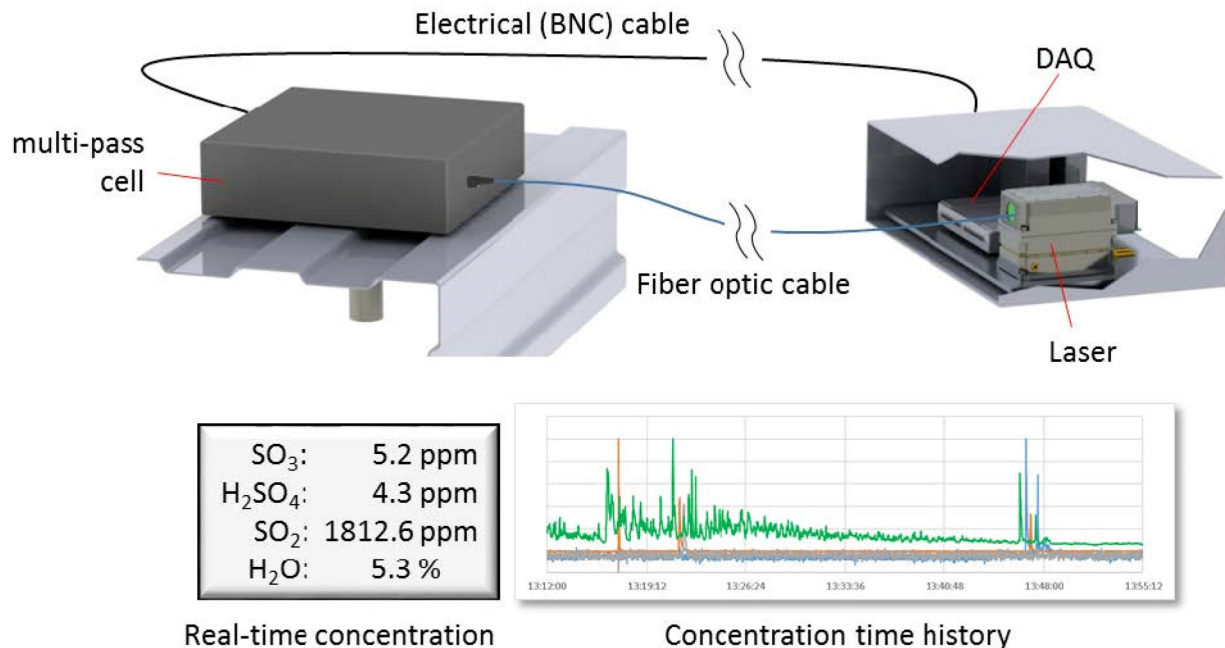 Electrical (BNC) cable
DAQ
multi-pass
cell
Fiber optic cable
Laser
SO₃: 5.2 ppm
H₂SO₄: 4.3 ppm
SO₂: 1812.6 ppm
H₂O: 5.3 %
13:12:00 13:19:12 13:26:24 13:33:36 13:40:48 13:48:00 1355:12
Real-time concentration
Concentration time history